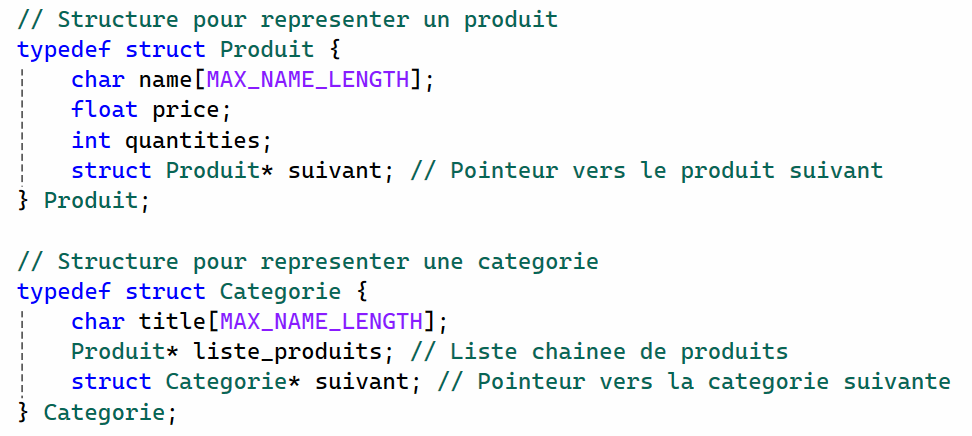 // Structure pour representer un produit
typedef struct Produit {
    char name[MAX_NAME_LENGTH];
    float price;
    int quantities;
    struct Produit* suivant; // Pointeur vers le produit suivant
} Produit;

// Structure pour representer une categorie
typedef struct Categorie {
    char title[MAX_NAME_LENGTH];
    Produit* liste_produits; // Liste chainee de produits
    struct Categorie* suivant; // Pointeur vers la categorie suivante
} Categorie;